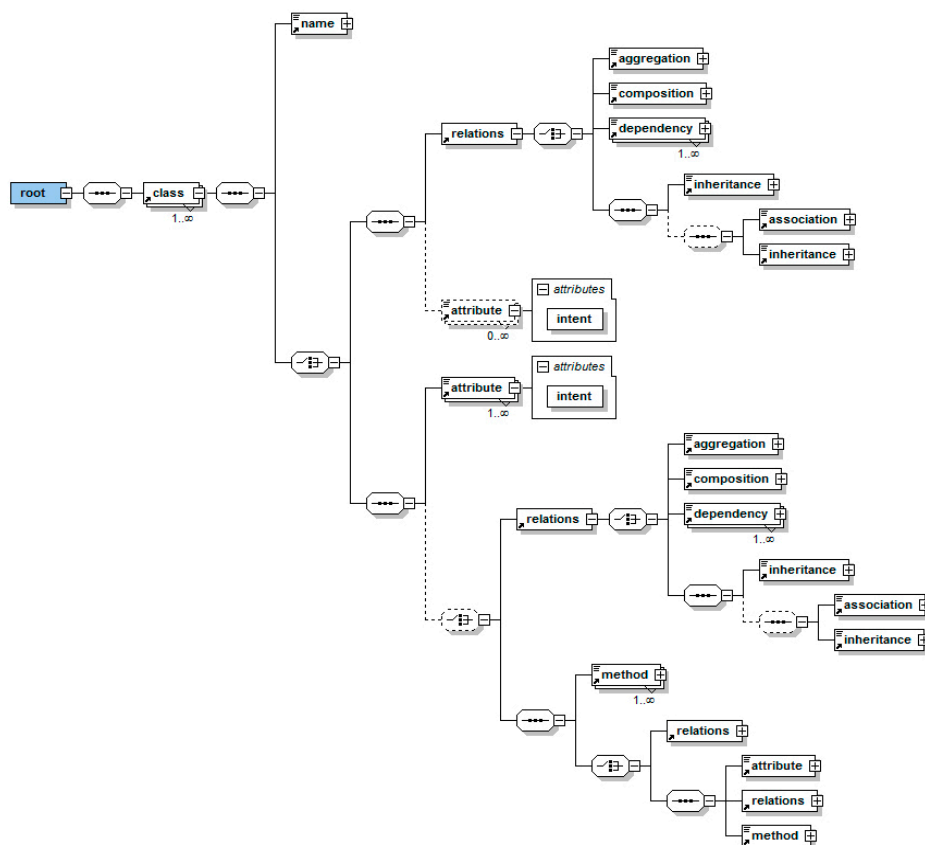 name
aggregation
composition
relations
dependency
1..∞
root
class
1..∞
inheritance
association
inheritance
attributes
attribute
intent
0..∞
attributes
attribute
intent
1..∞
aggregation
composition
relations
dependency
1..∞
inheritance
association
inheritance
method
1..∞
relations
attribute
relations
method